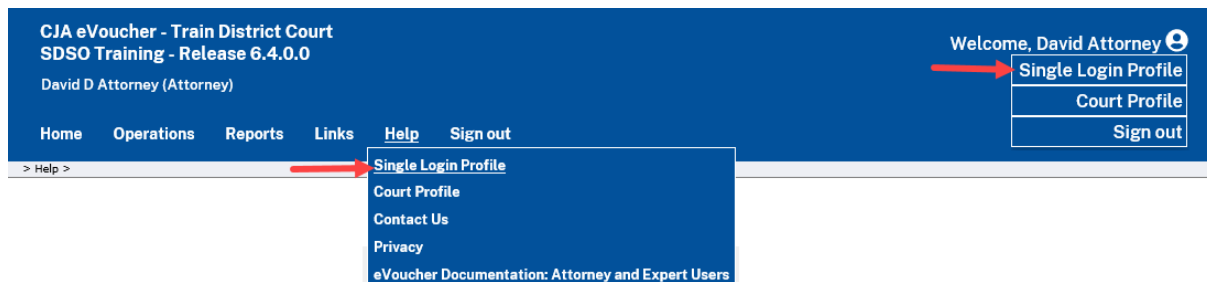 CJA eVoucher - Train District Court
SDSO Training - Release 6.4.0.0
David D Attorney (Attorney)
Welcome, David Attorney
Single Login Profile
Court Profile
Sign out
Home Operations Reports Links Help Sign out
> Help >
Single Login Profile
Court Profile
Contact Us
Privacy
eVoucher Documentation: Attorney and Expert Users